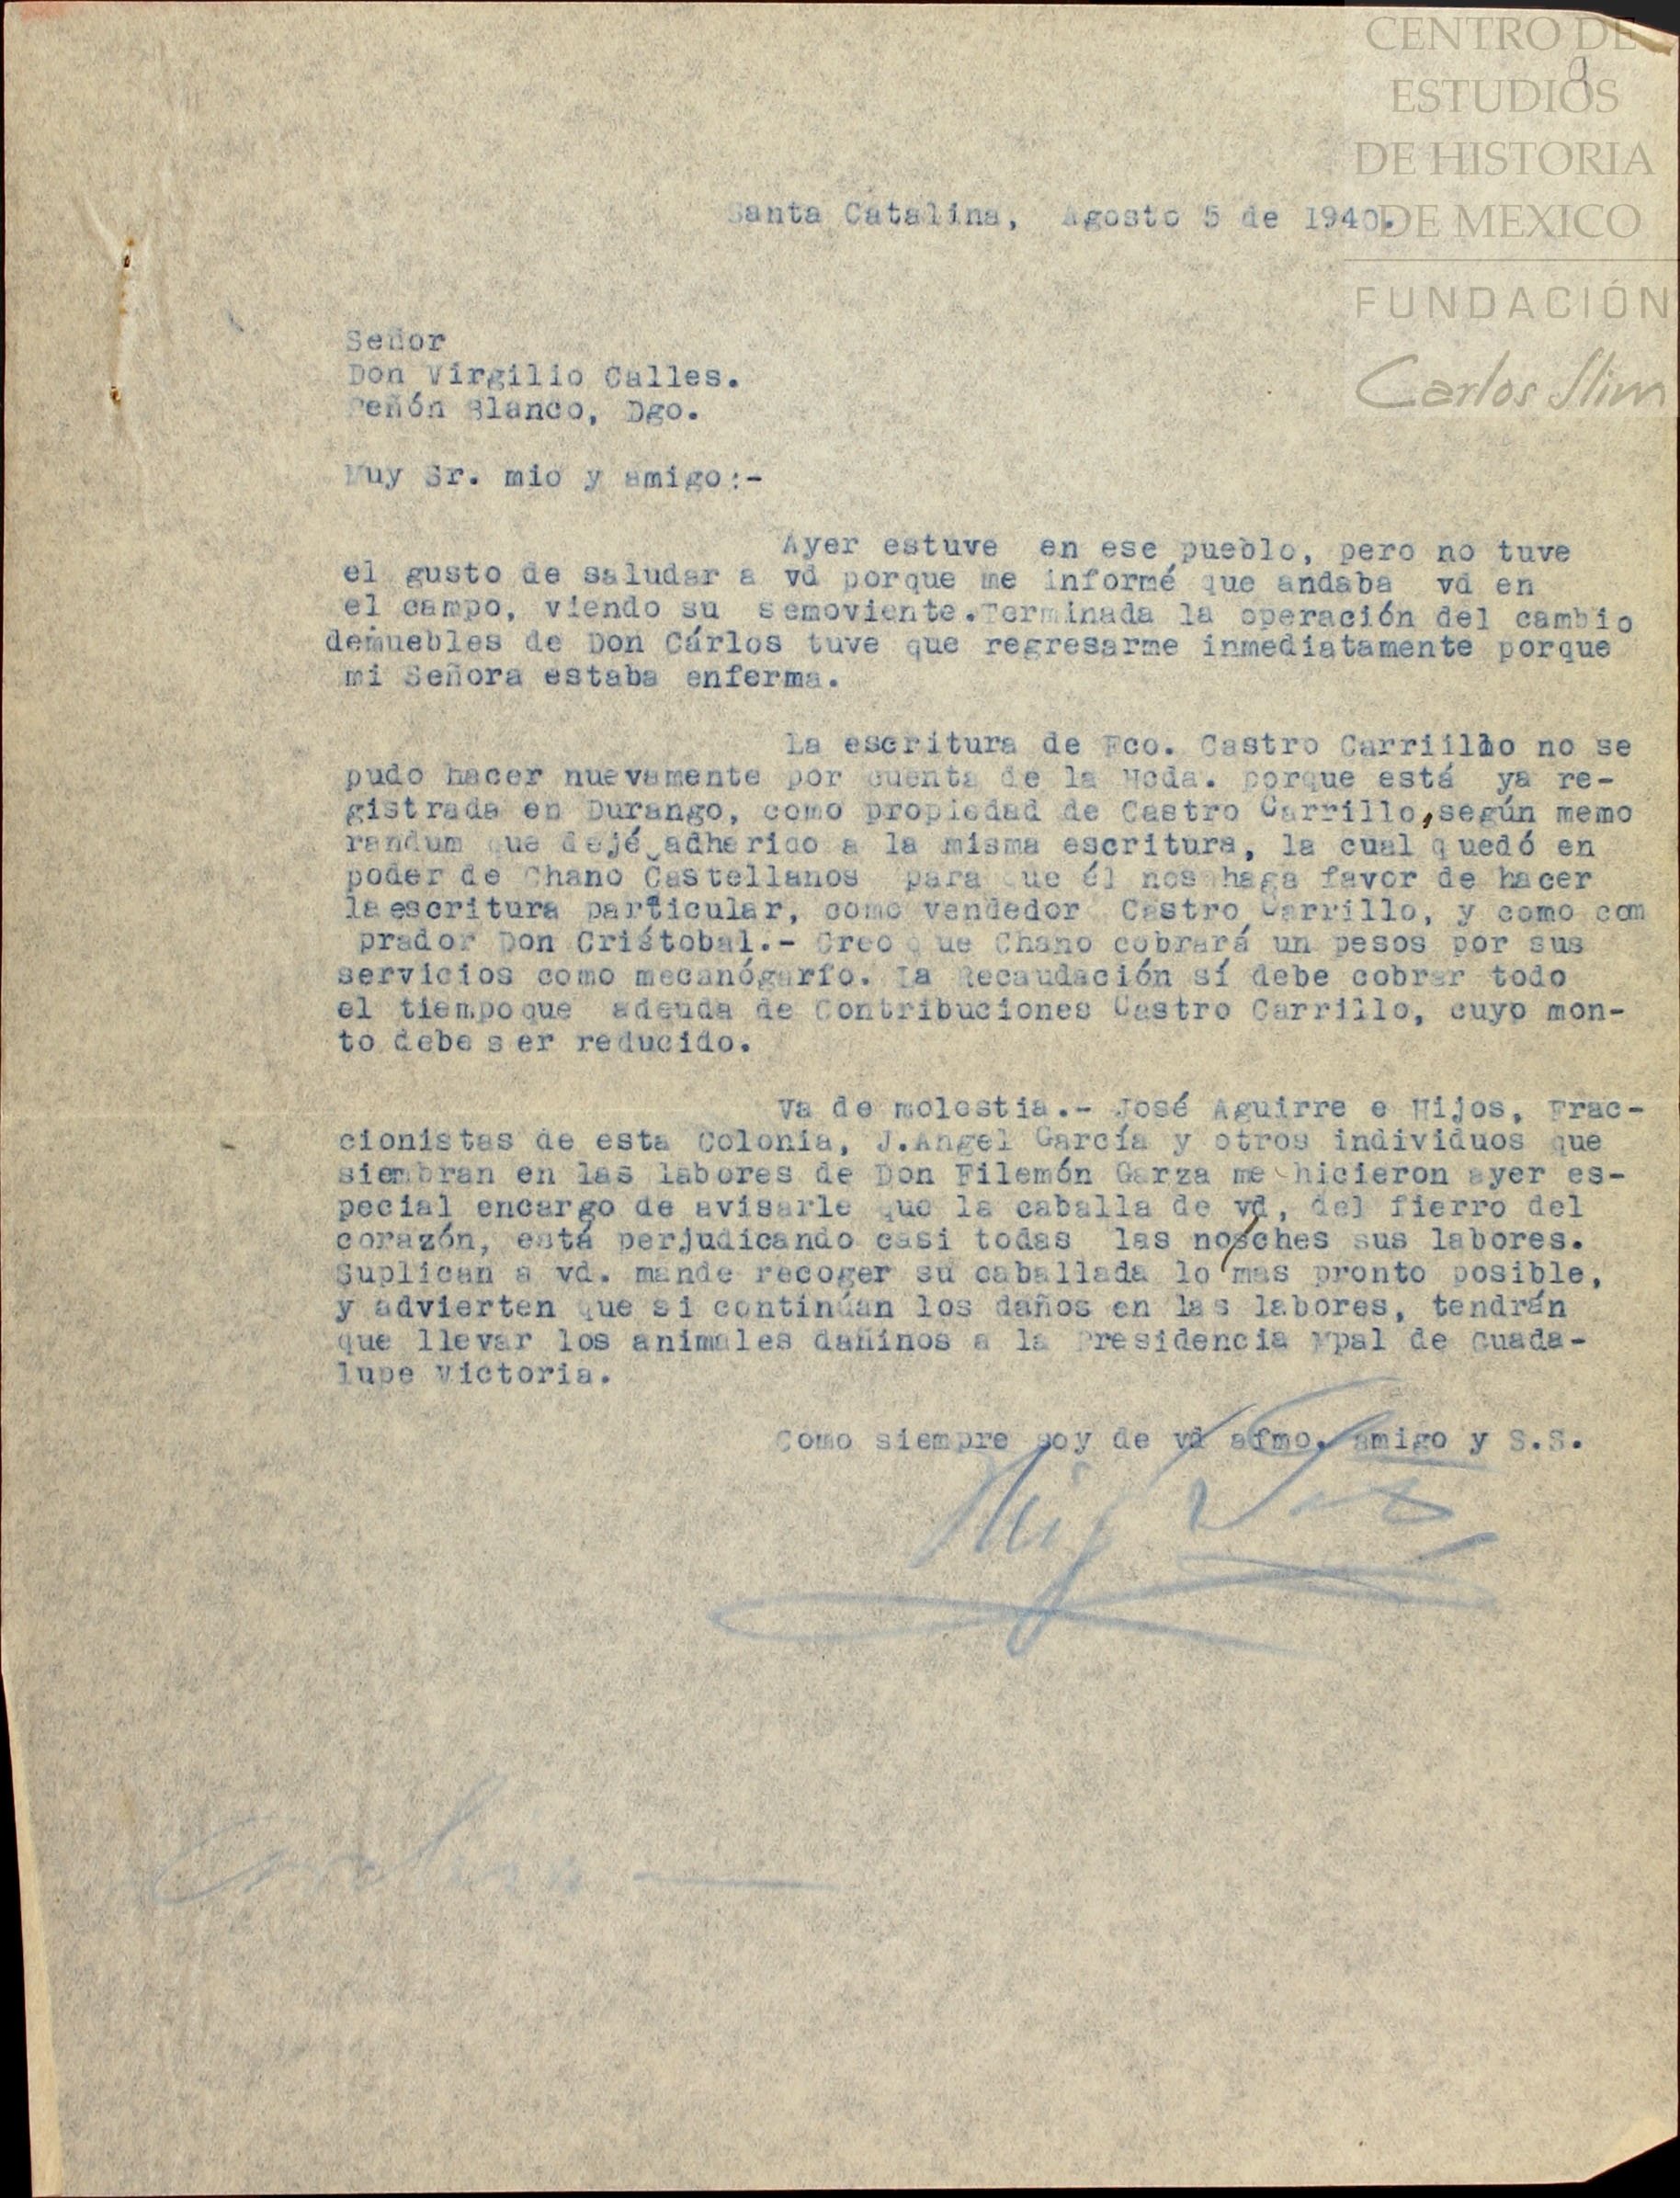 CENTRO DE
ESTUDIOS
DE HISTORIA
DE MEXICO
FUNDACIÓN
Carlos Slim
Santa Catalina, Agosto 5 de 1940.
Señor
Don Virgilio Calles.
Peñón Blanco, Dgo.
Muy Sr. mio y amigo:-
Ayer estuve en ese pueblo, pero no tuve
el gusto de saludar a vd porque me informé que andaba vd en
el campo, viendo su semoviente.Terminada la operación del cambio
demuebles de Don Cárlos tuve que regresarme inmediatamente porque
mi Señora estaba enferma.
La escritura de Fco. Castro Carriillo no se
pudo hacer nuevamente por cuenta de la Hcda. porque está ya re-
gistrada en Durango, como propiedad de Castro Carrillo,según memo
randum que dejé adherido a la misma escritura, la cual quedó en
poder de Chano Castellanos para que él nos haga favor de hacer
laescritura particular, como vendedor Castro Carrillo, y como com
prador Don Cristobal.- Creo que Chano cobrará un pesos por sus
servicios como mecanógarfo. La Recaudación sí debe cobrar todo
el tiempoque adeuda de Contribuciones Castro Carrillo, cuyo mon-
to debe ser reducido.
Va de molestia.- José Aguirre e Hijos, Frac-
cionistas de esta Colonia, J.Angel García y otros individuos que
siembran en las labores de Don Filemón Garza me hicieron ayer es-
pecial encargo de avisarle que la caballa de vd, del fierro del
corazón, está perjudicando casi todas las nosches sus labores.
Suplican a vd. mande recoger su caballada lo mas pronto posible,
y advierten que si continúan los daños en las labores, tendrán
que llevar los animales dañinos a la Presidencia Mpal de Guada-
lupe Victoria.
Como siempre soy de vd afmo. amigo y S.S.